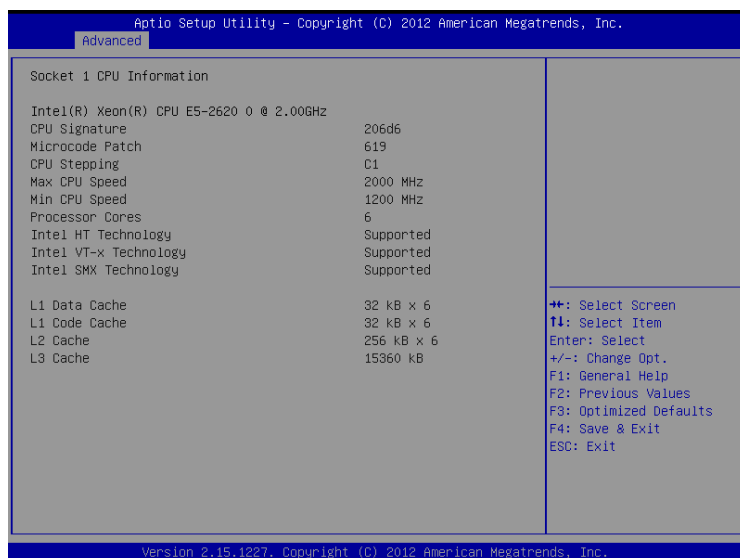 Aptio Setup Utility – Copyright (C) 2012 American Megatrends, Inc.
Advanced
Socket 1 CPU Information
Intel(R) Xeon(R) CPU E5-2620 0 @ 2.00GHz
CPU Signature 206d6
Microcode Patch 619
CPU Stepping C1
Max CPU Speed 2000 MHz
Min CPU Speed 1200 MHz
Processor Cores 6
Intel HT Technology Supported
Intel VT-x Technology Supported
Intel SMX Technology Supported
L1 Data Cache 32 kB x 6
L1 Code Cache 32 kB x 6
L2 Cache 256 kB x 6
L3 Cache 15360 kB
→←: Select Screen
↑↓: Select Item
Enter: Select
+/-: Change Opt.
F1: General Help
F2: Previous Values
F3: Optimized Defaults
F4: Save & Exit
ESC: Exit
Version 2.15.1227. Copyright (C) 2012 American Megatrends, Inc.